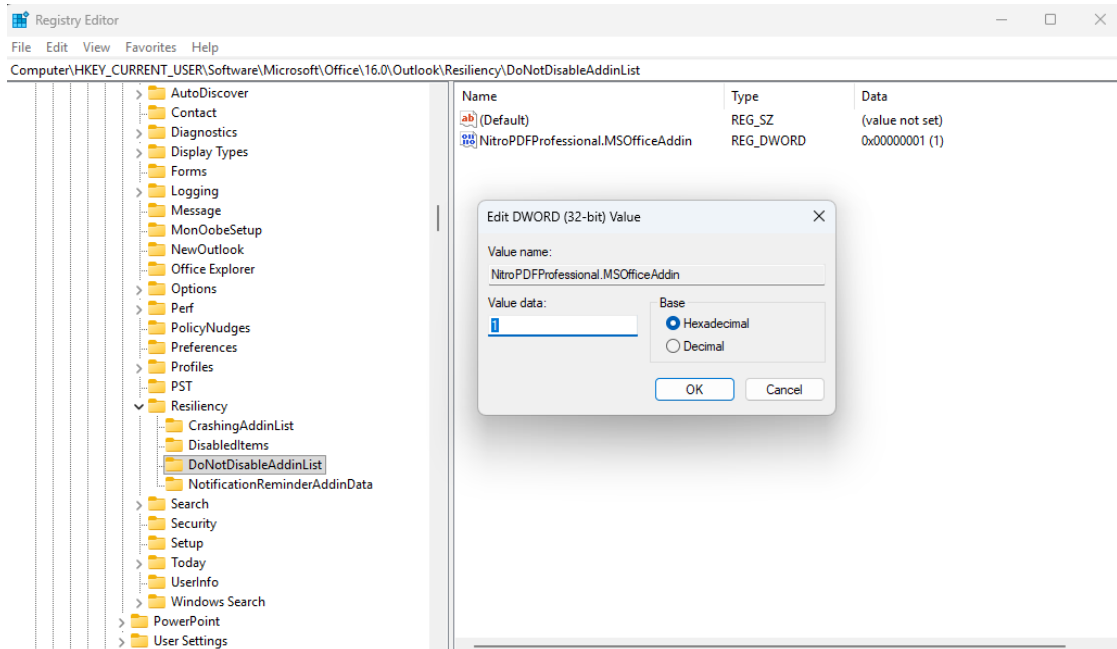 Registry Editor
File Edit View Favorites Help
Computer\HKEY_CURRENT_USER\Software\Microsoft\Office\16.0\Outlook\Resiliency\DoNotDisableAddinList
AutoDiscover
Contact
Diagnostics
Display Types
Forms
Logging
Message
MonOobeSetup
NewOutlook
Office Explorer
Options
Perf
PolicyNudges
Preferences
Profiles
PST
Resiliency
CrashingAddinList
DisabledItems
DoNotDisableAddinList
NotificationReminderAddinData
Search
Security
Setup
Today
UserInfo
Windows Search
PowerPoint
User Settings
Name Type Data
ab (Default) REG_SZ (value not set)
NitroPDFProfessional.MSOfficeAddin REG_DWORD 0x00000001 (1)
Edit DWORD (32-bit) Value
Value name:
NitroPDFProfessional.MSOfficeAddin
Value data:
1
Base
Hexadecimal
Decimal
OK Cancel